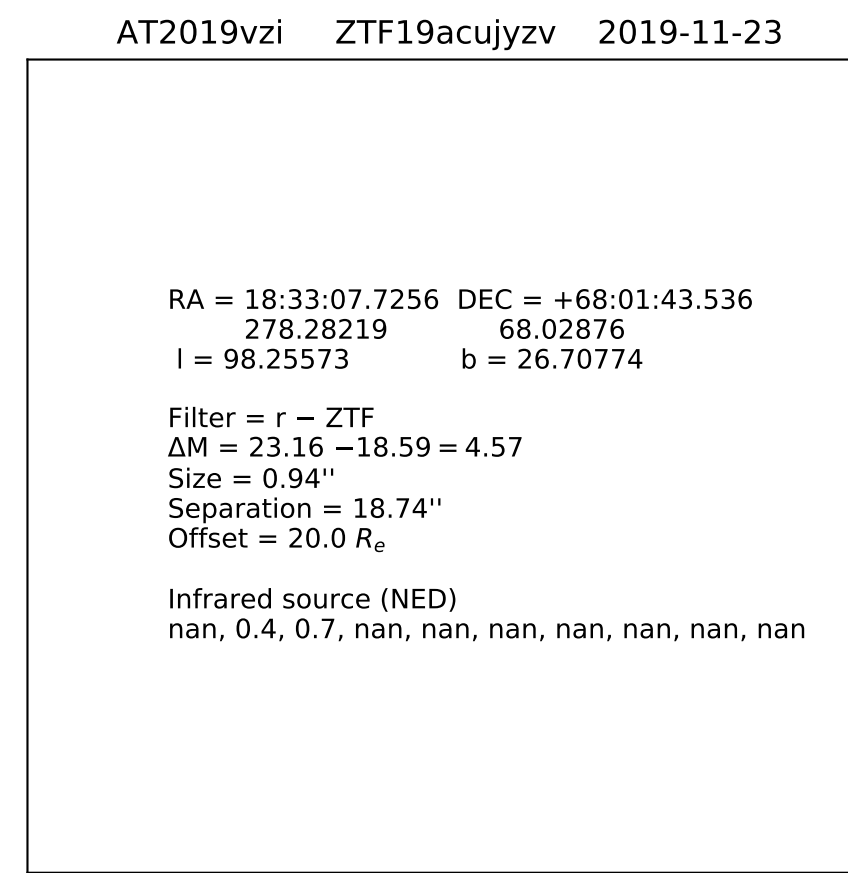 AT2019vzi ZTF19acujyzv 2019-11-23
RA = 18:33:07.7256 DEC = +68:01:43.536
278.28219 68.02876
l = 98.25573 b = 26.70774
Filter = r − ZTF
ΔM = 23.16 −18.59 = 4.57
Size = 0.94''
Separation = 18.74''
Offset = 20.0 Rₑ
Infrared source (NED)
nan, 0.4, 0.7, nan, nan, nan, nan, nan, nan, nan